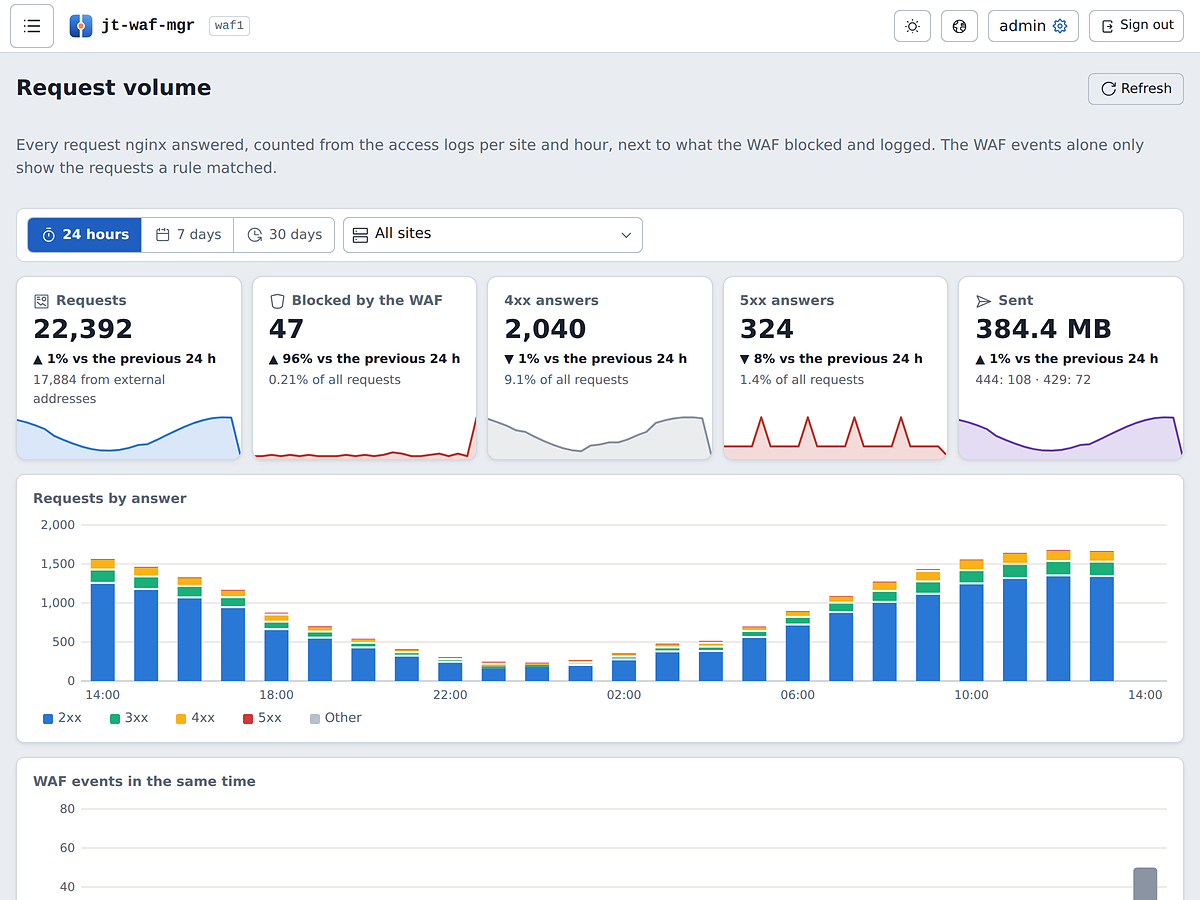 jt-waf-mgr waf1 admin Sign out
Request volume
Refresh
Every request nginx answered, counted from the access logs per site and hour, next to what the WAF blocked and logged. The WAF events alone only
show the requests a rule matched.
24 hours 7 days 30 days All sites
Requests
22,392
▲ 1% vs the previous 24 h
17,884 from external
addresses
Blocked by the WAF
47
▲ 96% vs the previous 24 h
0.21% of all requests
4xx answers
2,040
▼ 1% vs the previous 24 h
9.1% of all requests
5xx answers
324
▼ 8% vs the previous 24 h
1.4% of all requests
Sent
384.4 MB
▲ 1% vs the previous 24 h
444: 108 · 429: 72
Requests by answer
2,000
1,500
1,000
500
0
14:00 18:00 22:00 02:00 06:00 10:00 14:00
2xx 3xx 4xx 5xx Other
WAF events in the same time
80
60
40